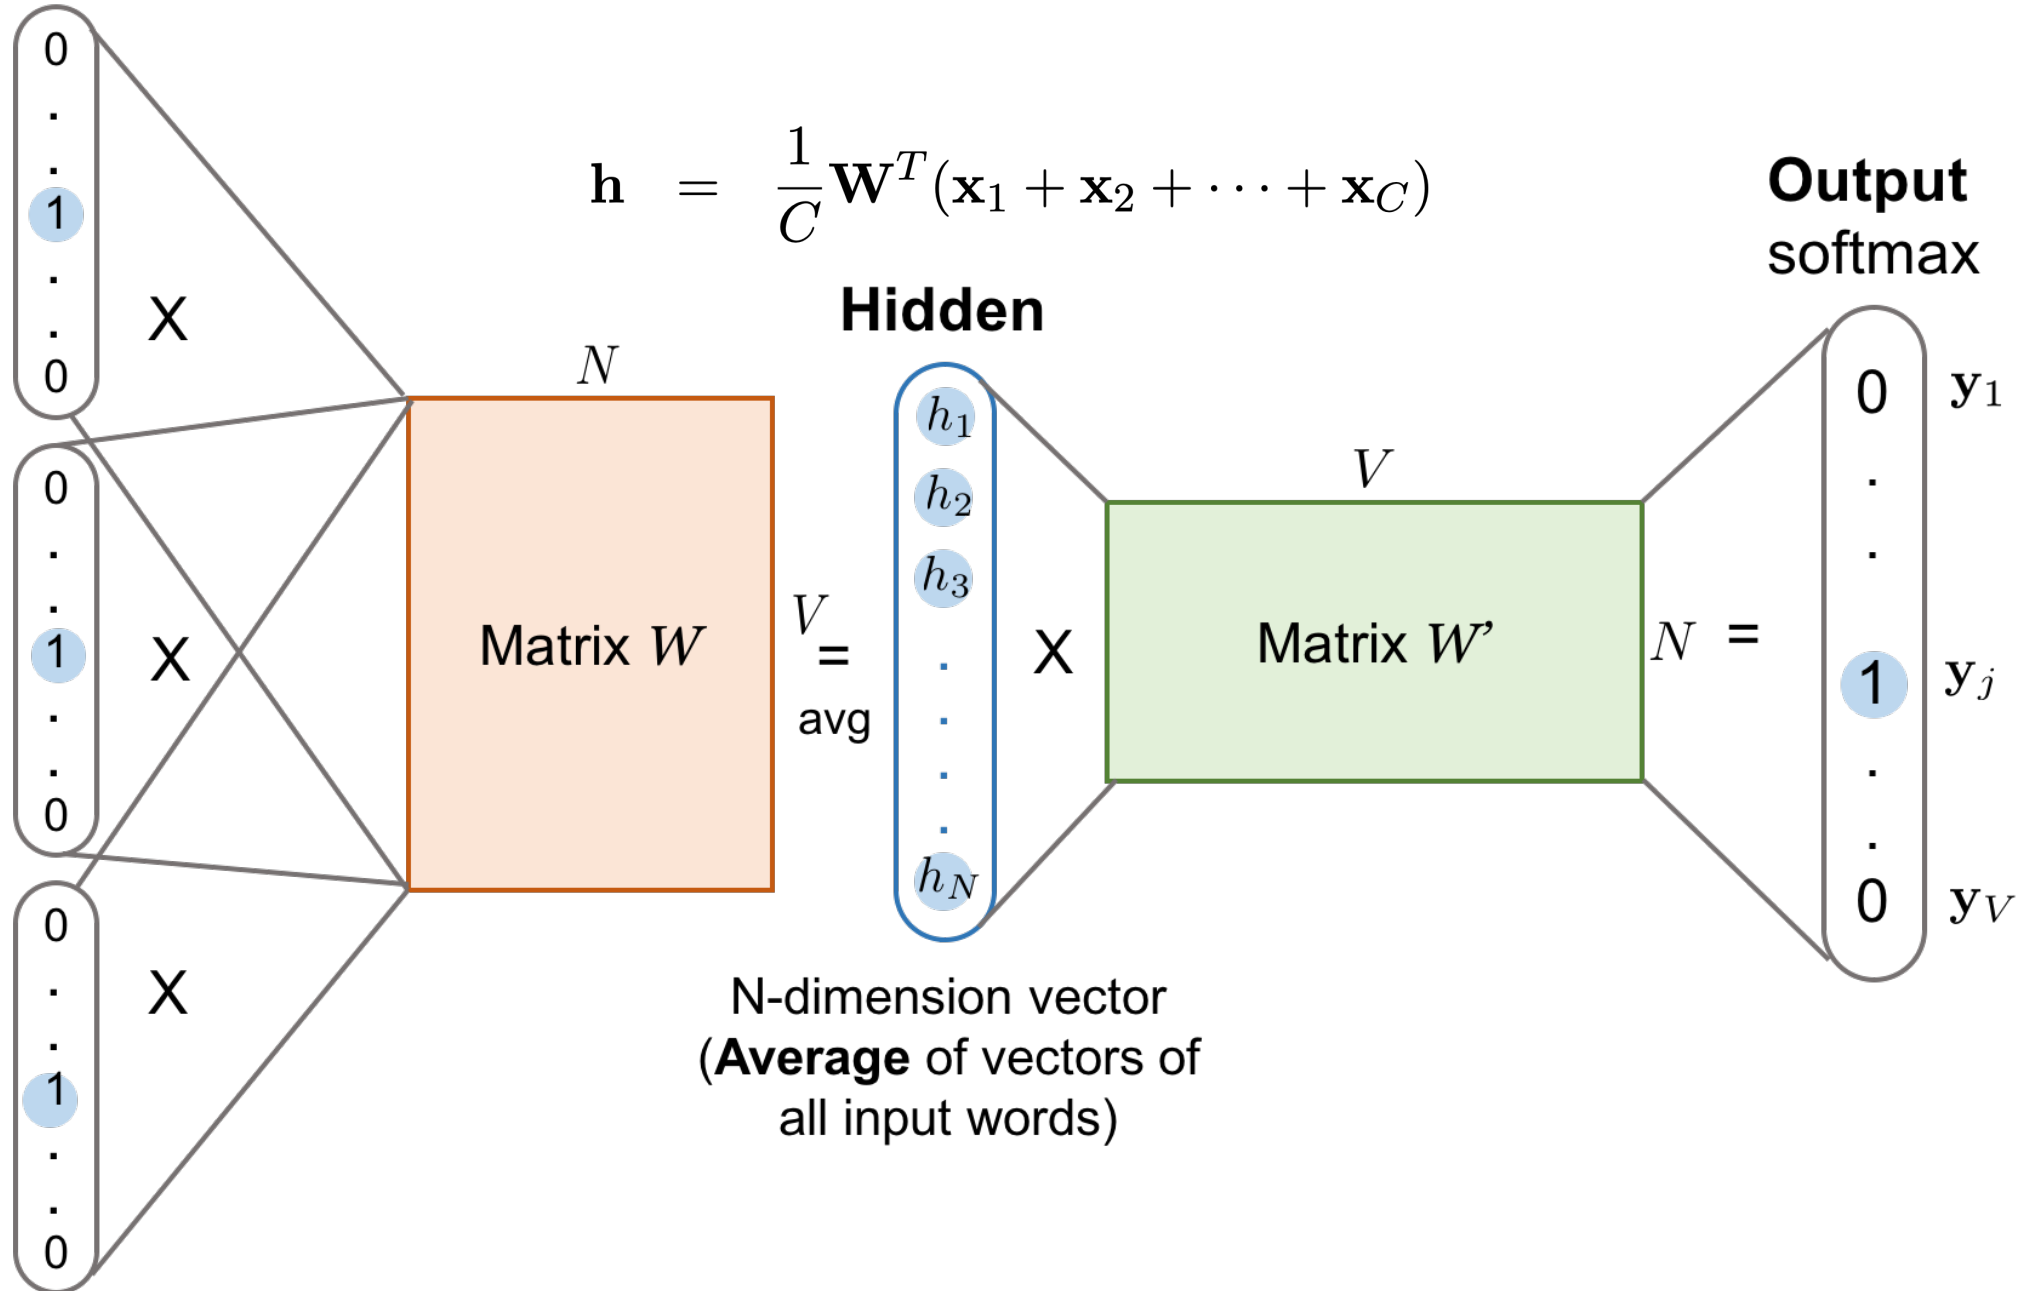 0
.
.
1
.
.
0
X
0
.
.
1
.
.
0
X
0
.
.
1
.
.
0
X
h = 1/C W^T(x_1 + x_2 + · · · + x_C)
N
Matrix W
V
=
avg
Hidden
h_1
h_2
h_3
.
.
.
.
h_N
N-dimension vector
(Average of vectors of
all input words)
X
V
Matrix W’
N =
Output
softmax
0 y_1
.
.
1 y_j
.
.
0 y_V